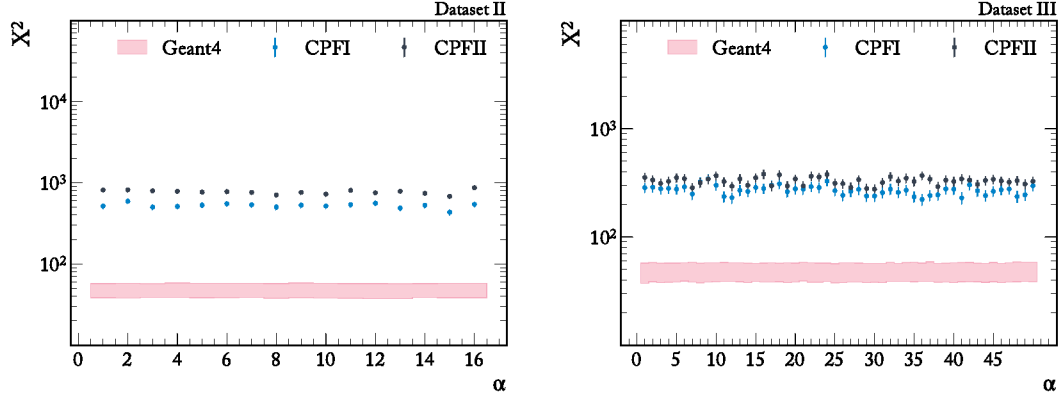 Dataset II
X²
Geant4 CPFI CPFII
10⁴
10³
10²
0 2 4 6 8 10 12 14 16
α
Dataset III
X²
Geant4 CPFI CPFII
10³
10²
0 5 10 15 20 25 30 35 40 45
α